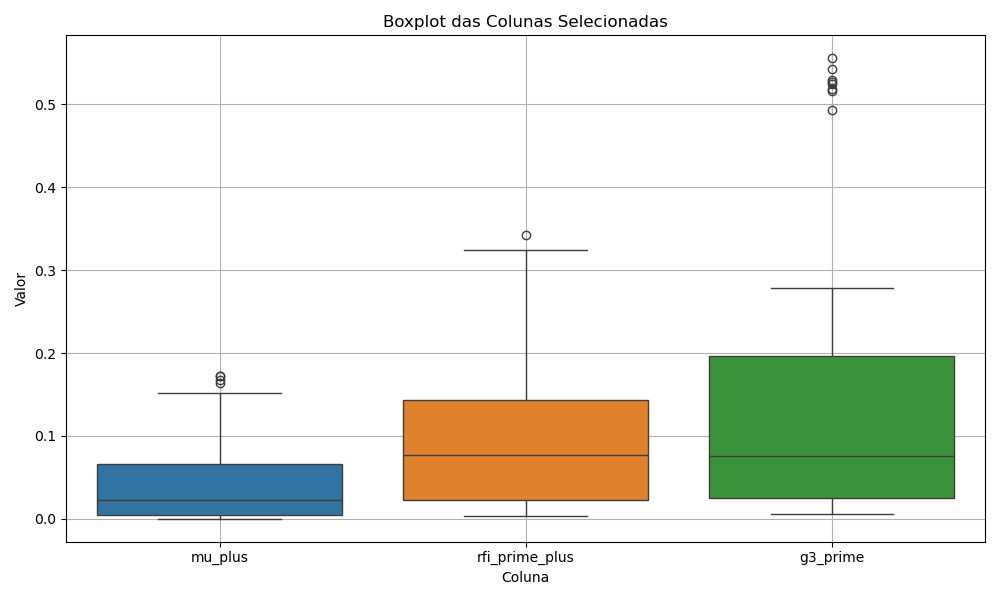 Boxplot das Colunas Selecionadas
0.5
0.4
0.3
0.2
0.1
0.0
Valor
mu_plus
rfi_prime_plus
g3_prime
Coluna